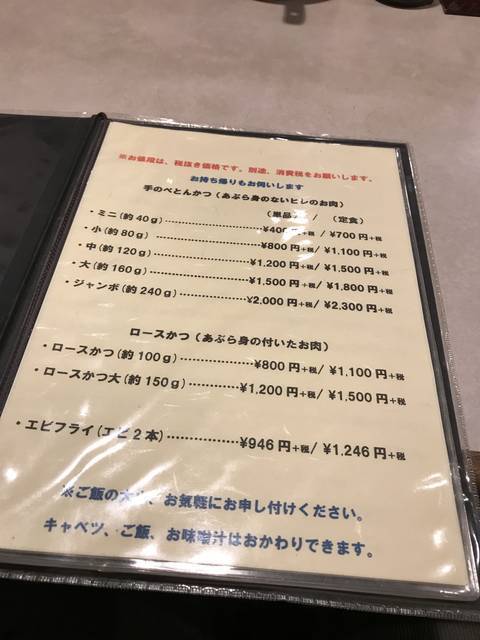 ※お値段は、税抜き価格です。別途、消費税をお願いします。
お持ち帰りもお伺いします
手のべとんかつ(あぶら身のないヒレのお肉)
(単品) / (定食)
・ミニ(約40g)……………¥400円+税 / ¥700円+税
・小(約80g)……………¥800円+税 / ¥1,100円+税
・中(約120g)……………¥1,200円+税 / ¥1,500円+税
・大(約160g)……………¥1,500円+税 / ¥1,800円+税
・ジャンボ(約240g)……………¥2,000円+税 / ¥2,300円+税
ロースかつ(あぶら身の付いたお肉)
・ロースかつ(約100g)……………¥800円+税 / ¥1,100円+税
・ロースかつ大(約150g)……………¥1,200円+税 / ¥1,500円+税
・エビフライ(エビ2本)……………¥946円+税 / ¥1,246円+税
※ご飯の大小、お気軽にお申し付けください。
キャベツ、ご飯、お味噌汁はおかわりできます。